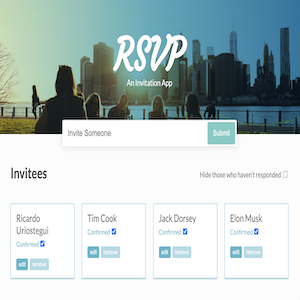 RSVP
An Invitation App
Invite Someone
Submit
Invitees
Hide those who haven't responded
Ricardo
Uriostegui
Confirmed
edit
remove
Tim Cook
Confirmed
edit
remove
Jack Dorsey
Confirmed
edit
remove
Elon Musk
Confirmed
edit
remove